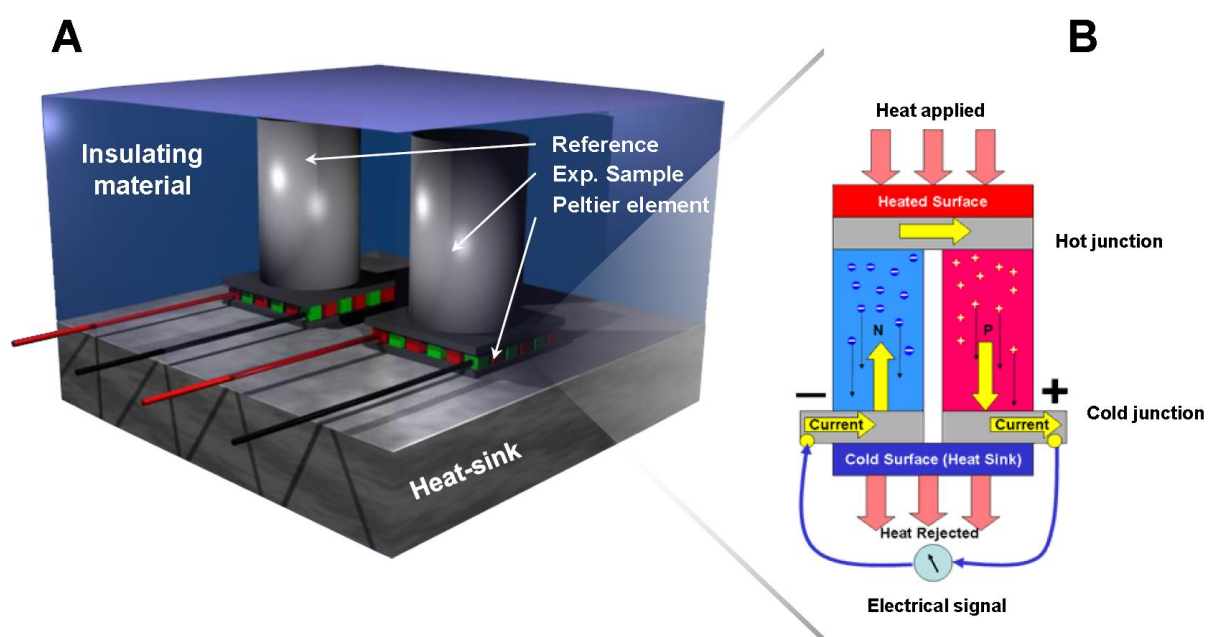 A
Insulating
material
Reference
Exp. Sample
Peltier element
Heat-sink
B
Heat applied
Heated Surface
Hot junction
N
P
−
+
Current
Current
Cold junction
Cold Surface (Heat Sink)
Heat Rejected
Electrical signal